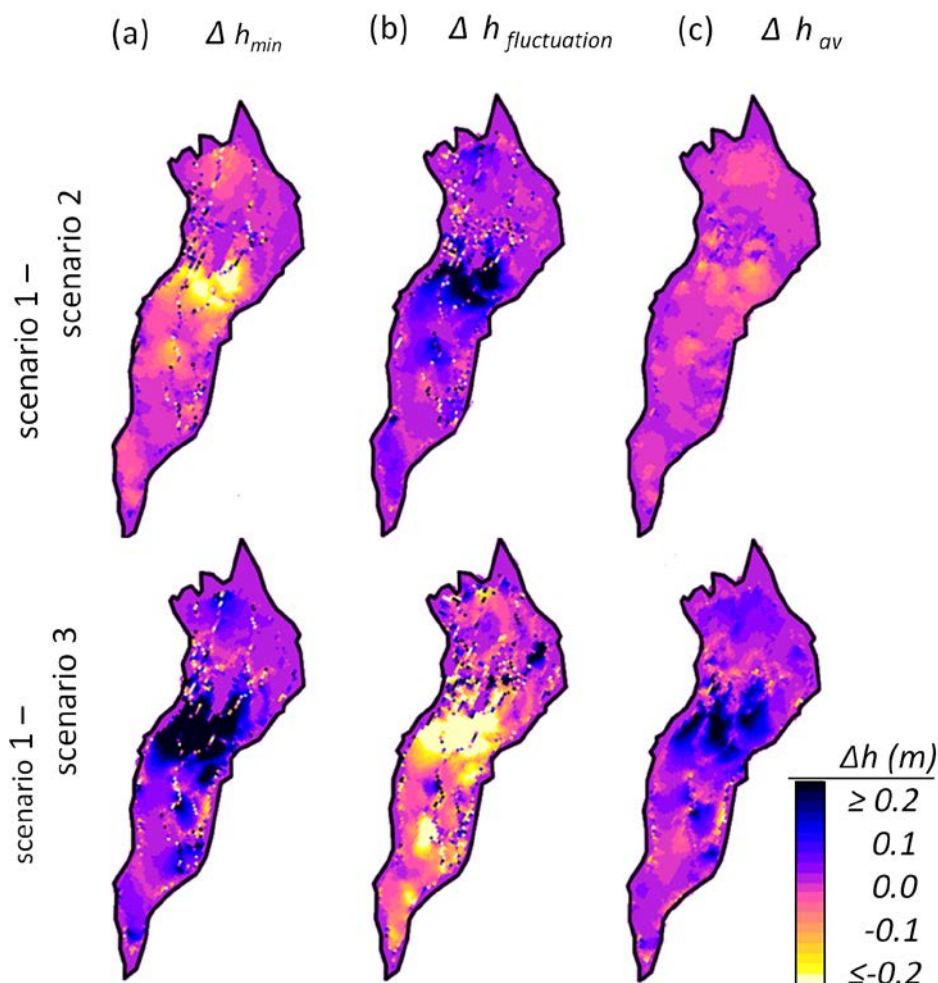 (a) Δ h_min (b) Δ h_fluctuation (c) Δ h_av
scenario 1 –
scenario 2
scenario 1 –
scenario 3
Δh (m)
≥ 0.2
0.1
0.0
-0.1
≤-0.2